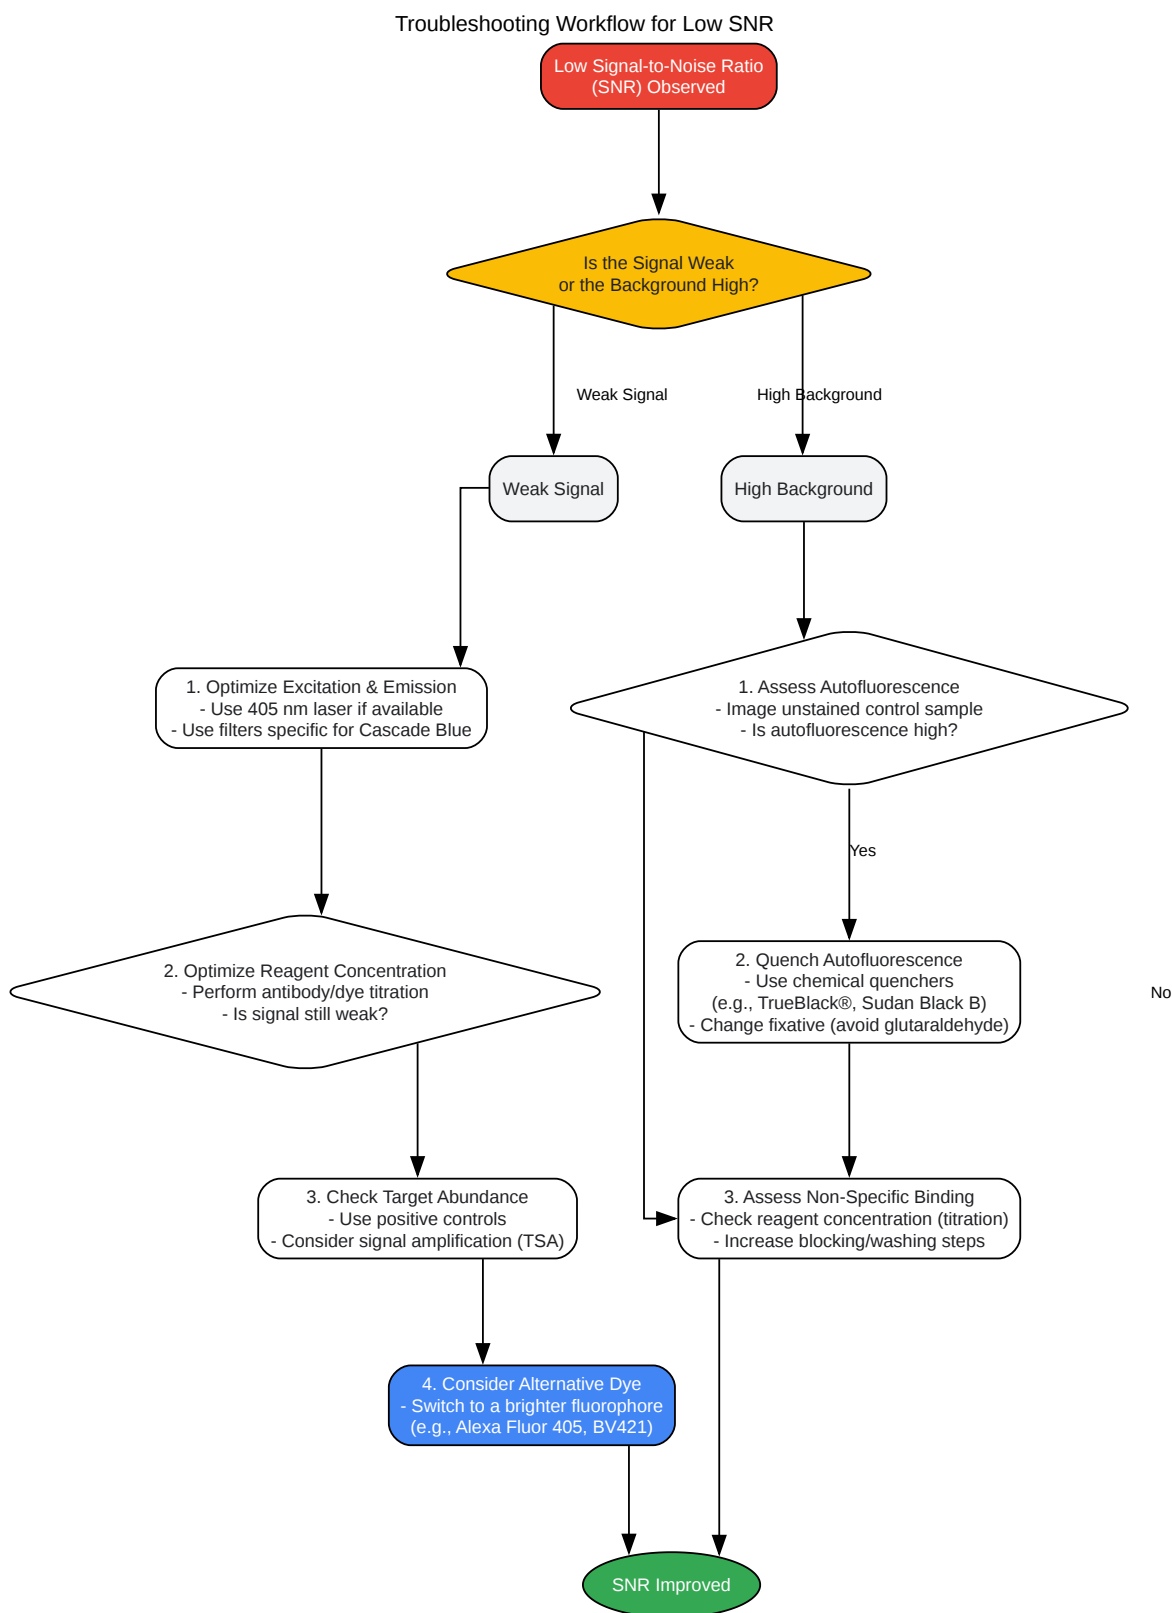 Troubleshooting Workflow for Low SNR
Low Signal-to-Noise Ratio
(SNR) Observed
Is the Signal Weak
or the Background High?
Weak Signal
High Background
Weak Signal
High Background
1. Optimize Excitation & Emission
- Use 405 nm laser if available
- Use filters specific for Cascade Blue
1. Assess Autofluorescence
- Image unstained control sample
- Is autofluorescence high?
Yes
2. Optimize Reagent Concentration
- Perform antibody/dye titration
- Is signal still weak?
2. Quench Autofluorescence
- Use chemical quenchers
(e.g., TrueBlack®, Sudan Black B)
- Change fixative (avoid glutaraldehyde)
No
3. Check Target Abundance
- Use positive controls
- Consider signal amplification (TSA)
3. Assess Non-Specific Binding
- Check reagent concentration (titration)
- Increase blocking/washing steps
4. Consider Alternative Dye
- Switch to a brighter fluorophore
(e.g., Alexa Fluor 405, BV421)
SNR Improved